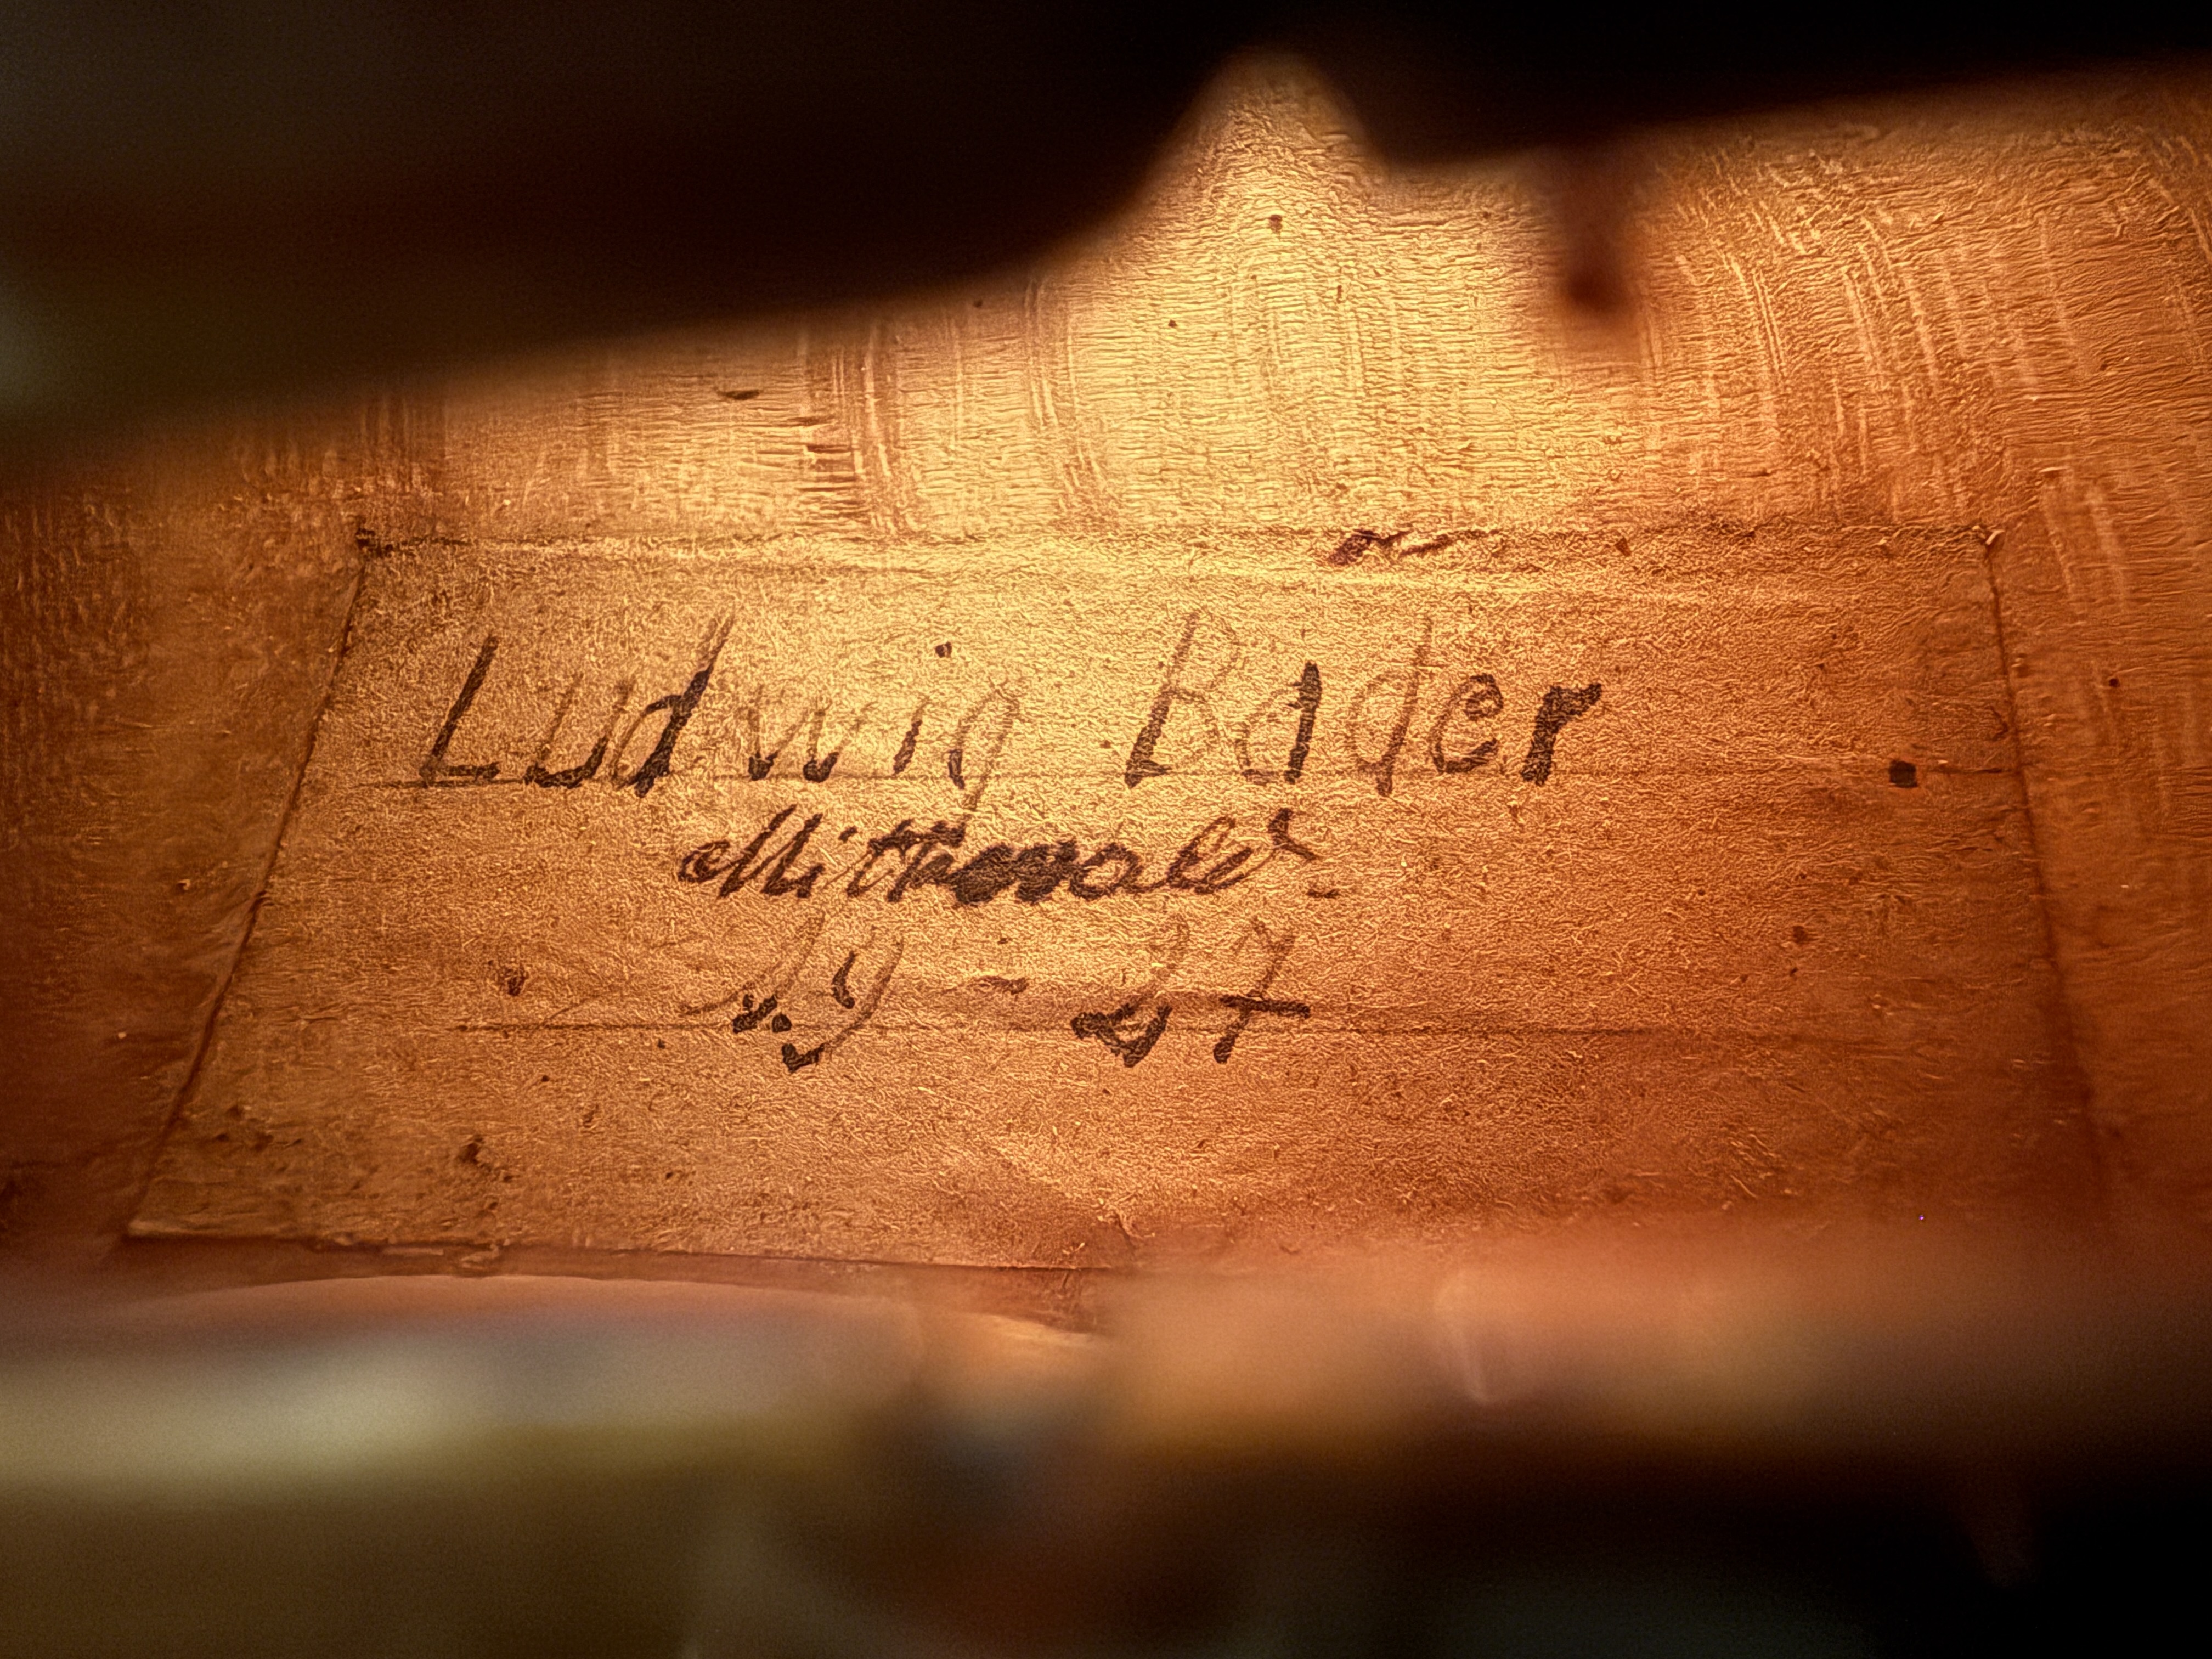 Ludwig Bader
Mittenwald
19 - 27